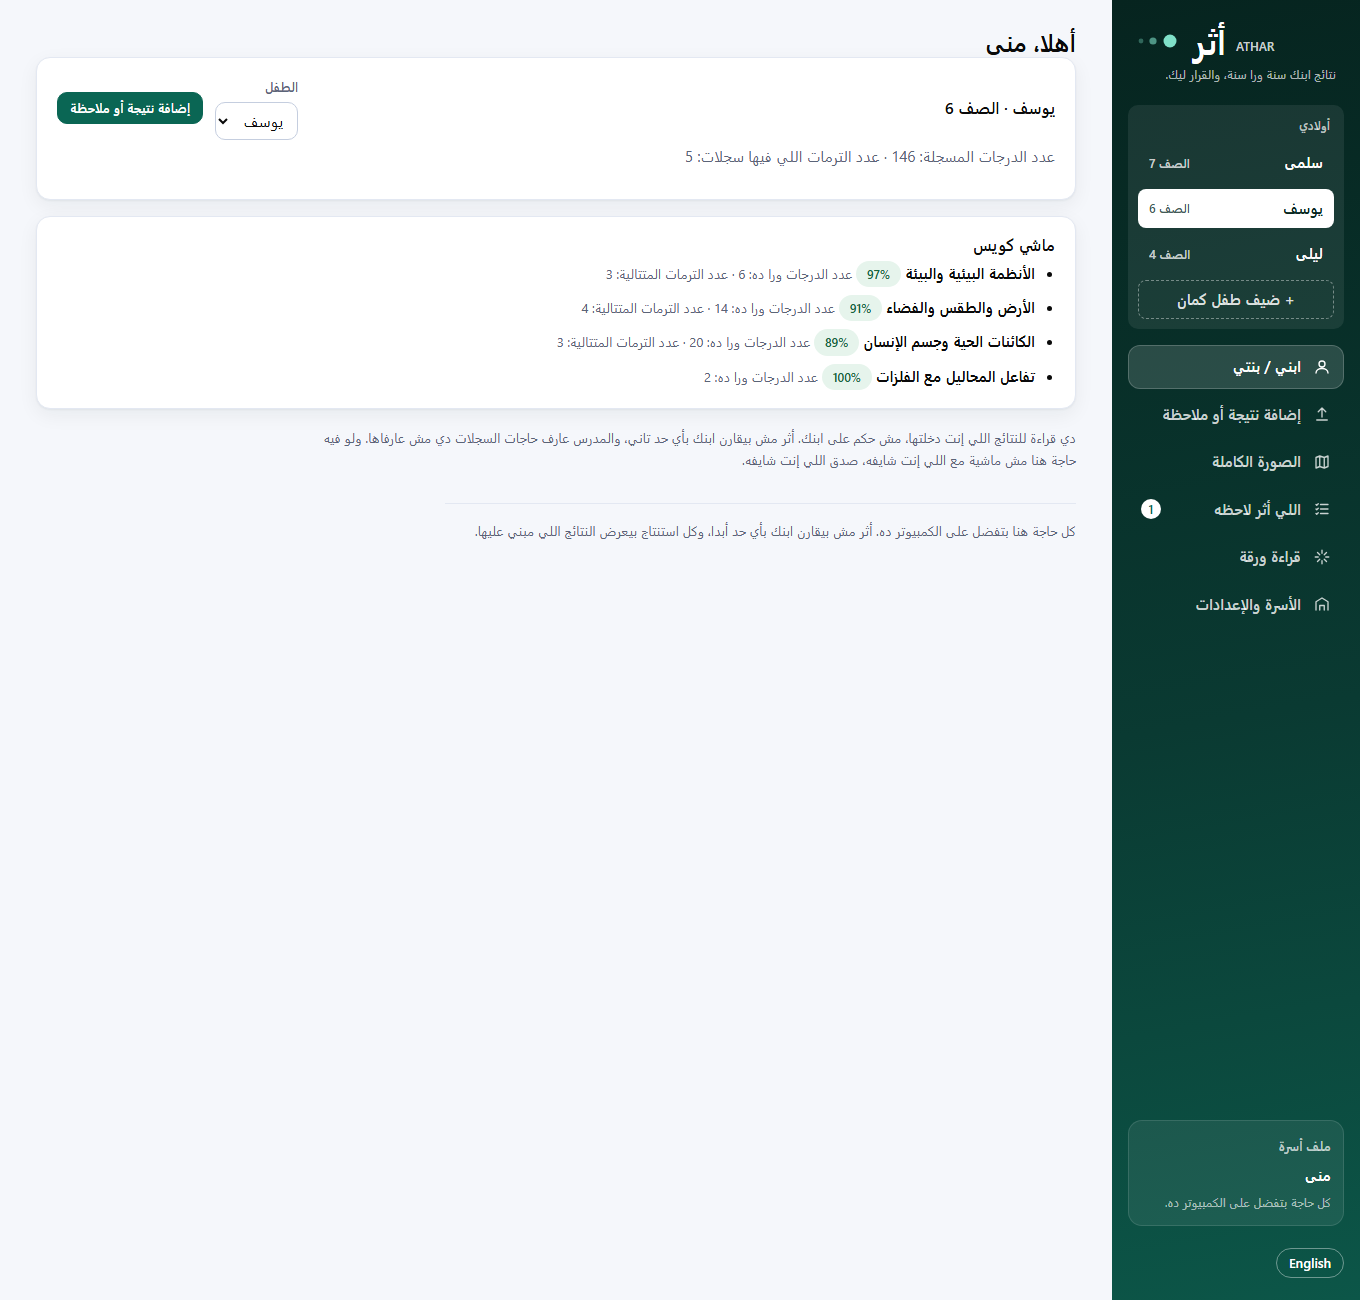 أثر ATHAR
نتائج ابنك سنة ورا سنة، والقرار ليك.
أولادي
سلمى الصف 7
يوسف الصف 6
ليلى الصف 4
+ ضيف طفل كمان
ابني / بنتي
إضافة نتيجة أو ملاحظة
الصورة الكاملة
اللي أثر لاحظه 1
قراءة ورقة
الأسرة والإعدادات
ملف أسرة
منى
كل حاجة بتفضل على الكمبيوتر ده.
English
أهلا، منى
يوسف · الصف 6
الطفل
يوسف
إضافة نتيجة أو ملاحظة
عدد الدرجات المسجلة: 146 · عدد الترمات اللي فيها سجلات: 5
ماشي كويس
• الأنظمة البيئية والبيئة 97% عدد الدرجات ورا ده: 6 · عدد الترمات المتتالية: 3
• الأرض والطقس والفضاء 91% عدد الدرجات ورا ده: 14 · عدد الترمات المتتالية: 4
• الكائنات الحية وجسم الإنسان 89% عدد الدرجات ورا ده: 20 · عدد الترمات المتتالية: 3
• تفاعل المحاليل مع الفلزات 100% عدد الدرجات ورا ده: 2
دي قراءة للنتائج اللي إنت دخلتها، مش حكم على ابنك. أثر مش بيقارن ابنك بأي حد تاني، والمدرس عارف حاجات السجلات دي مش عارفاها. ولو فيه
حاجة هنا مش ماشية مع اللي إنت شايفه، صدق اللي إنت شايفه.
كل حاجة هنا بتفضل على الكمبيوتر ده. أثر مش بيقارن ابنك بأي حد أبدا، وكل استنتاج بيعرض النتائج اللي مبني عليها.